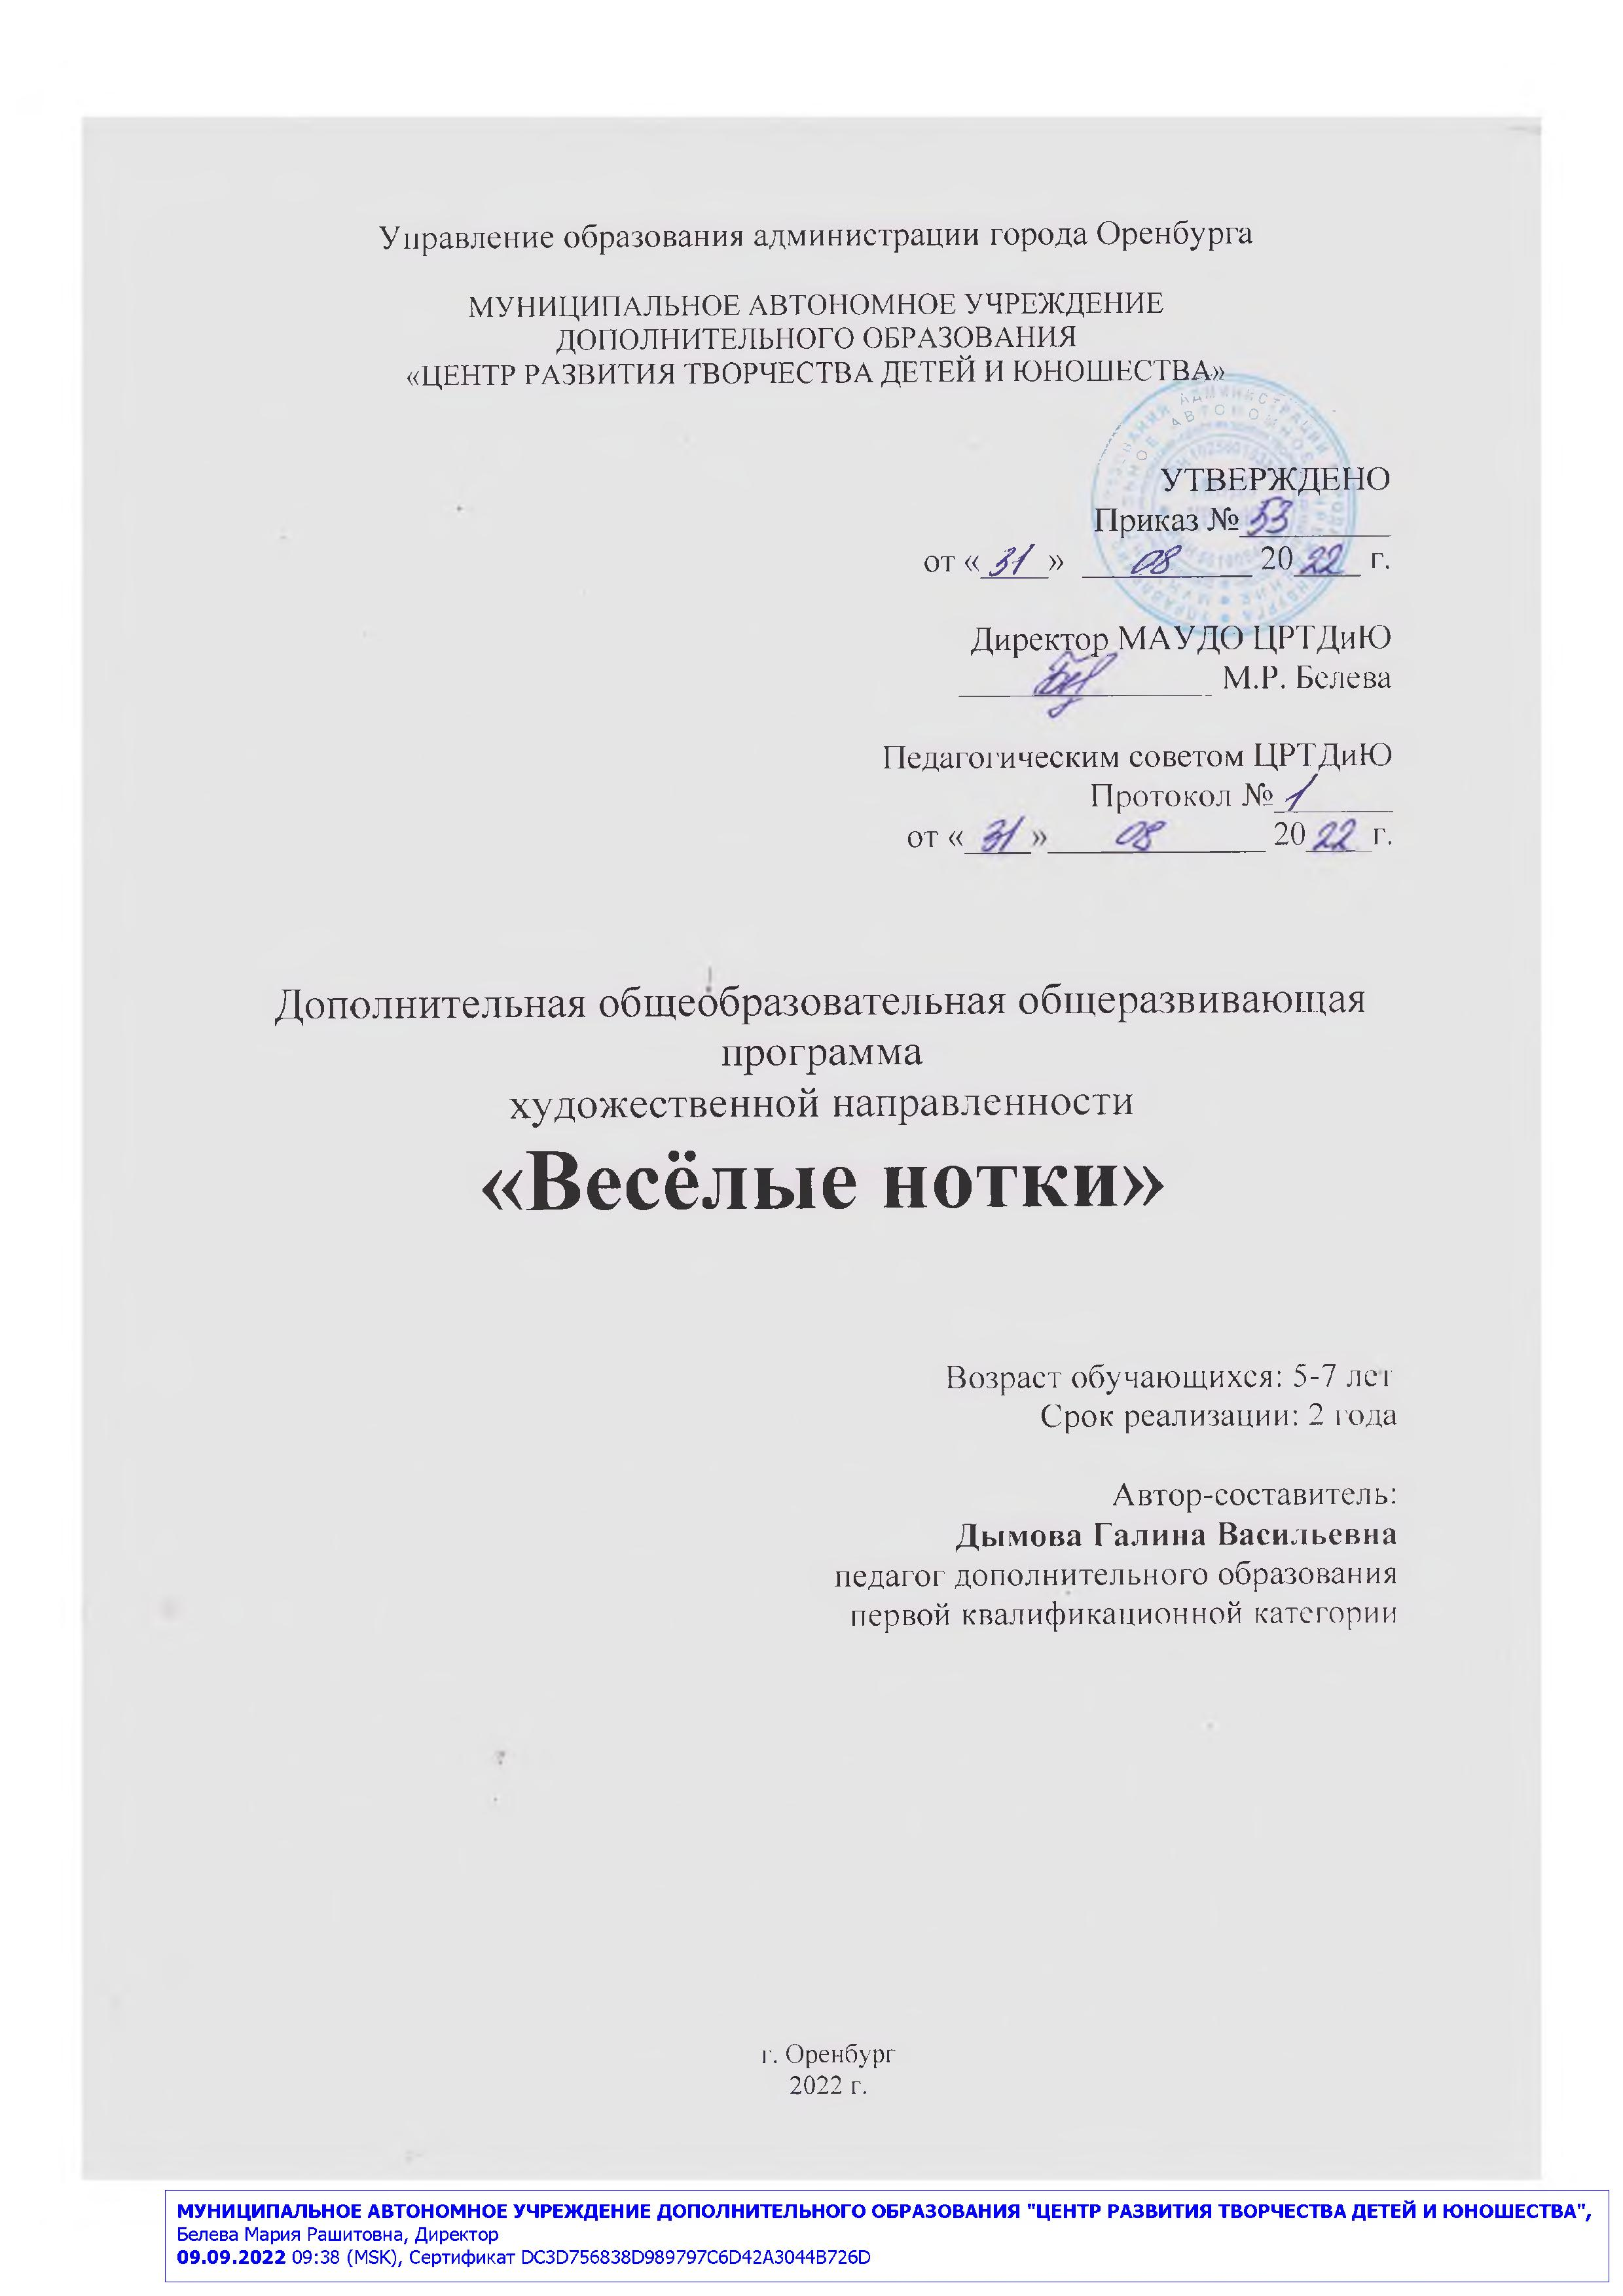 Управление образования администрации города Оренбурга
МУНИЦИПАЛЬНОЕ АВТОНОМНОЕ УЧРЕЖДЕНИЕ
ДОПОЛНИТЕЛЬНОГО ОБРАЗОВАНИЯ
«ЦЕНТР РАЗВИТИЯ ТВОРЧЕСТВА ДЕТЕЙ И ЮНОШЕСТВА»
УТВЕРЖДЕНО
Приказ № 53
от « 31 » 08 20 22 г.
Директор МАУДО ЦРТДиЮ
М.Р. Белева
Педагогическим советом ЦРТДиЮ
Протокол № 1
от « 31 » 08 20 22 г.
Дополнительная общеобразовательная общеразвивающая
программа
художественной направленности
«Весёлые нотки»
Возраст обучающихся: 5-7 лет
Срок реализации: 2 года
Автор-составитель:
Дымова Галина Васильевна
педагог дополнительного образования
первой квалификационной категории
г. Оренбург
2022 г.
МУНИЦИПАЛЬНОЕ АВТОНОМНОЕ УЧРЕЖДЕНИЕ ДОПОЛНИТЕЛЬНОГО ОБРАЗОВАНИЯ "ЦЕНТР РАЗВИТИЯ ТВОРЧЕСТВА ДЕТЕЙ И ЮНОШЕСТВА",
Белева Мария Рашитовна, Директор
09.09.2022 09:38 (MSK), Сертификат DC3D756838D989797C6D42A3044B726D